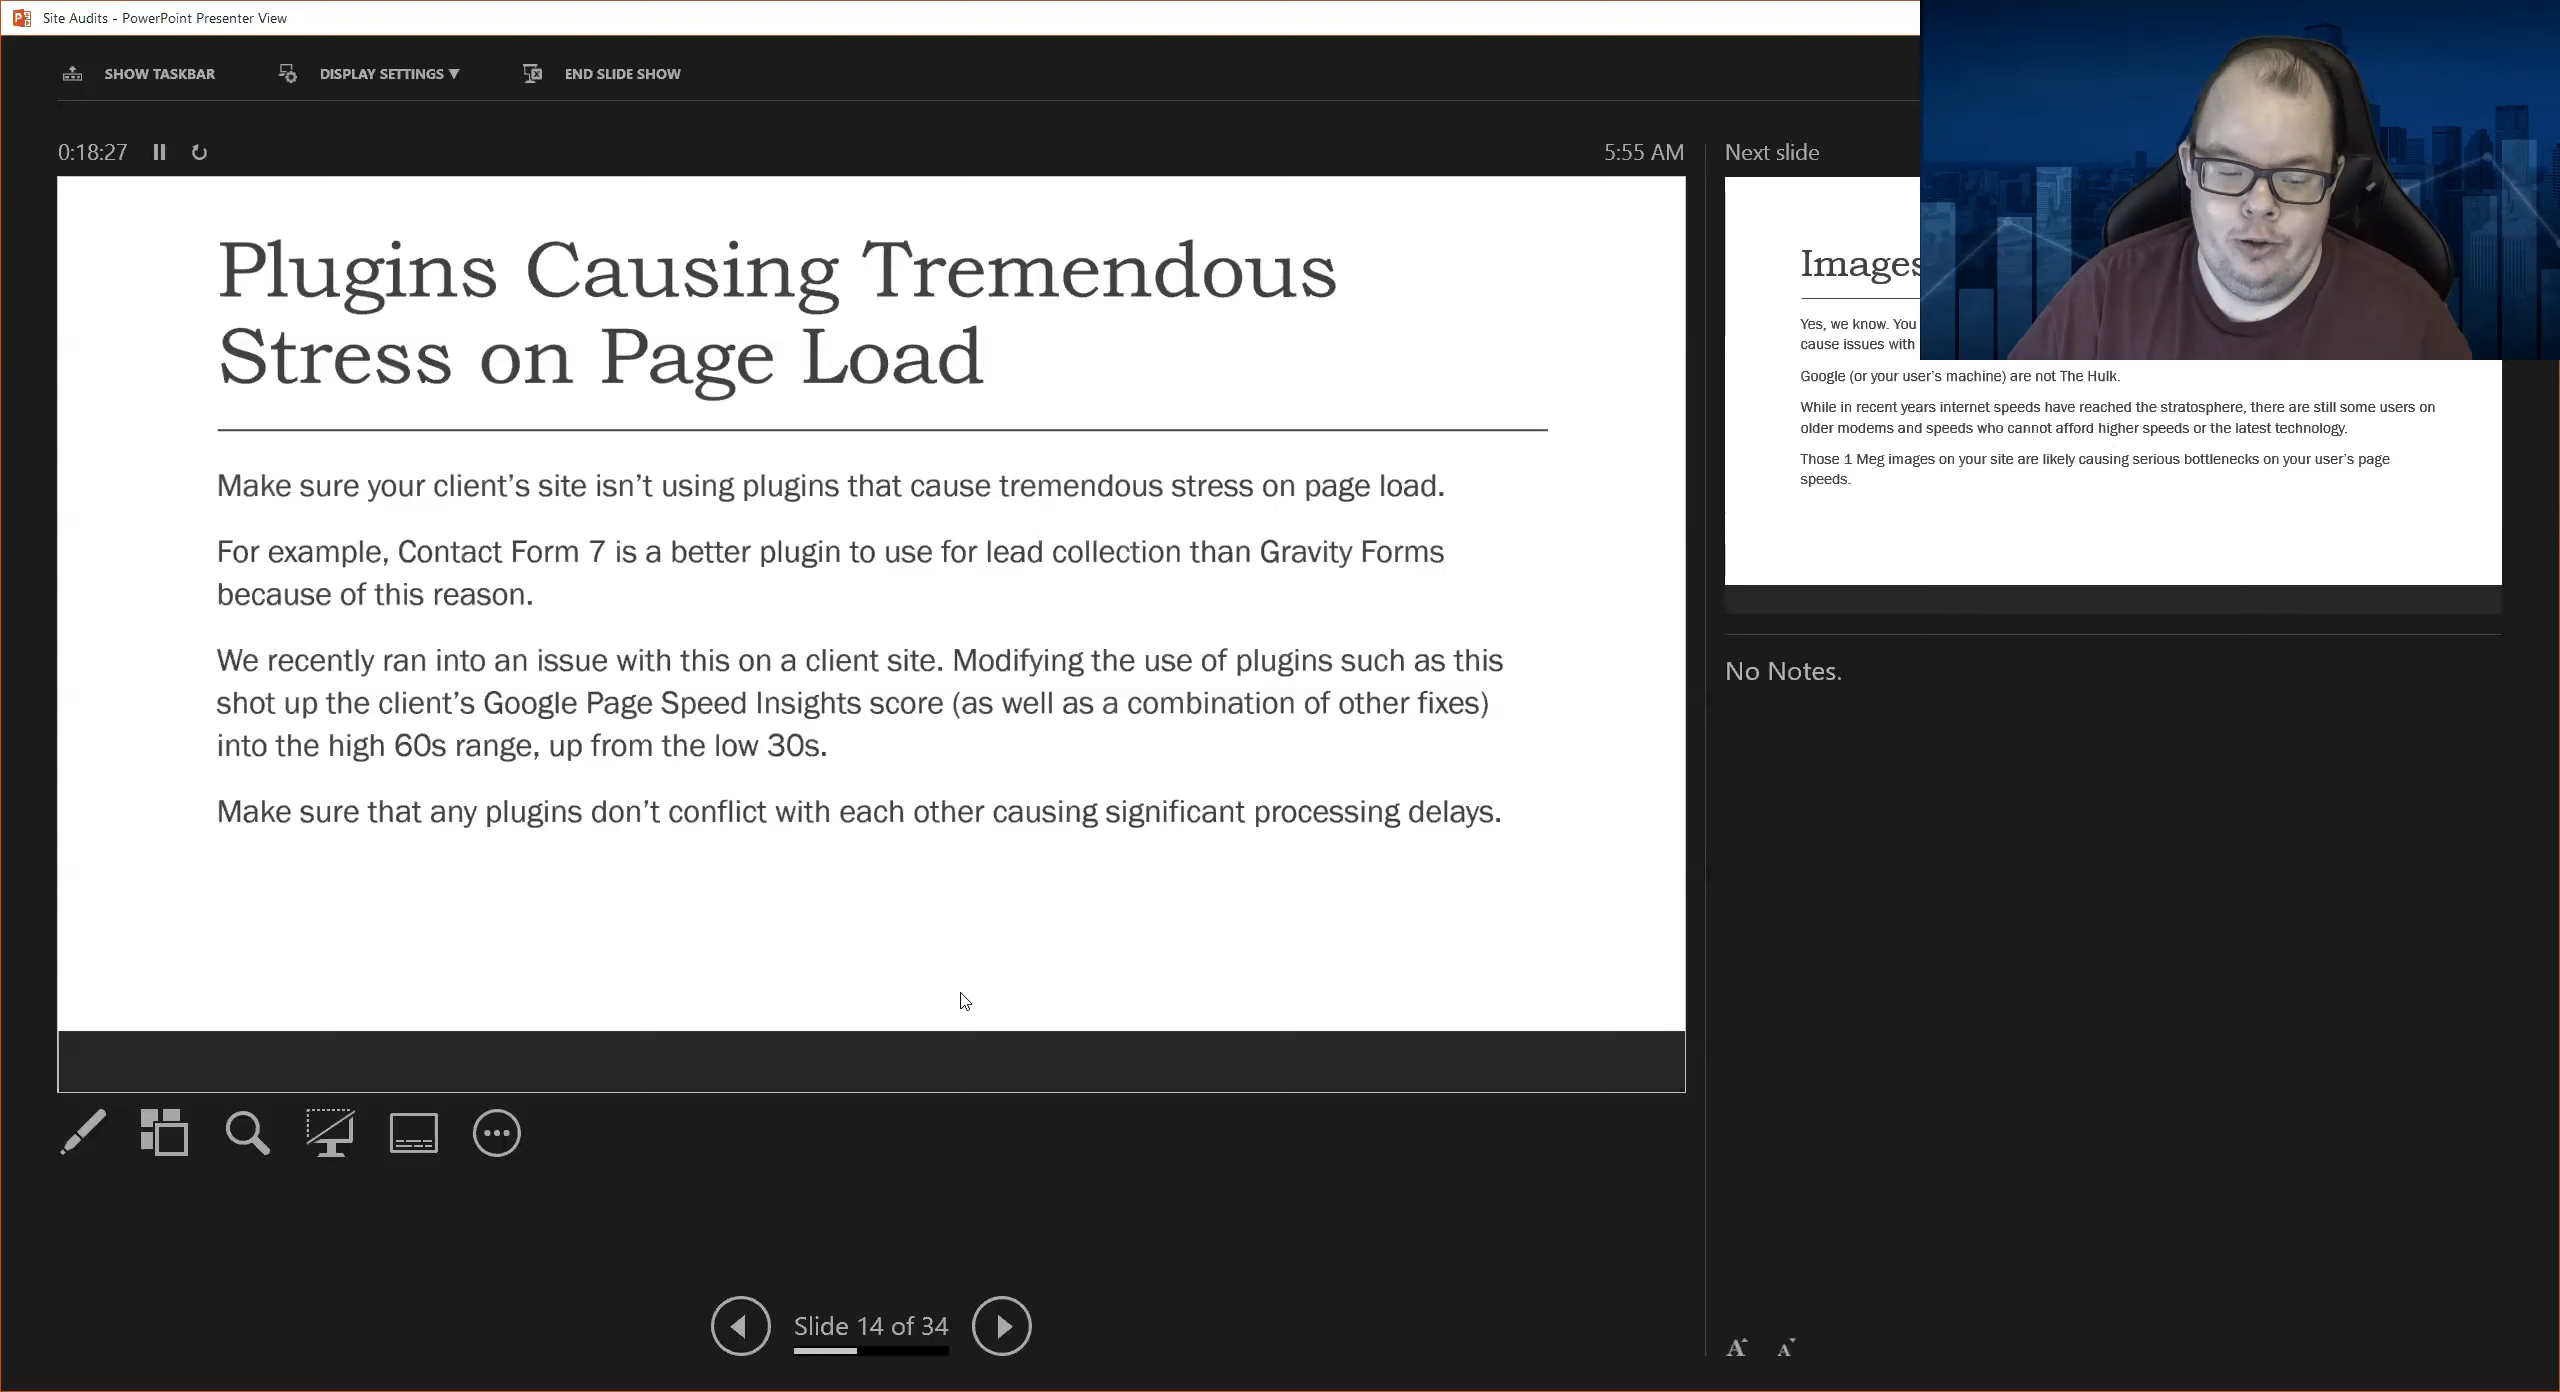 Site Audits - PowerPoint Presenter View
SHOW TASKBAR
DISPLAY SETTINGS ▼
END SLIDE SHOW
0:18:27
5:55 AM
Plugins Causing Tremendous
Stress on Page Load
Make sure your client’s site isn’t using plugins that cause tremendous stress on page load.
For example, Contact Form 7 is a better plugin to use for lead collection than Gravity Forms
because of this reason.
We recently ran into an issue with this on a client site. Modifying the use of plugins such as this
shot up the client’s Google Page Speed Insights score (as well as a combination of other fixes)
into the high 60s range, up from the low 30s.
Make sure that any plugins don’t conflict with each other causing significant processing delays.
Slide 14 of 34
Next slide
Images
Yes, we know. You
cause issues with
Google (or your user’s machine) are not The Hulk.
While in recent years internet speeds have reached the stratosphere, there are still some users on
older modems and speeds who cannot afford higher speeds or the latest technology.
Those 1 Meg images on your site are likely causing serious bottlenecks on your user’s page
speeds.
No Notes.
A A